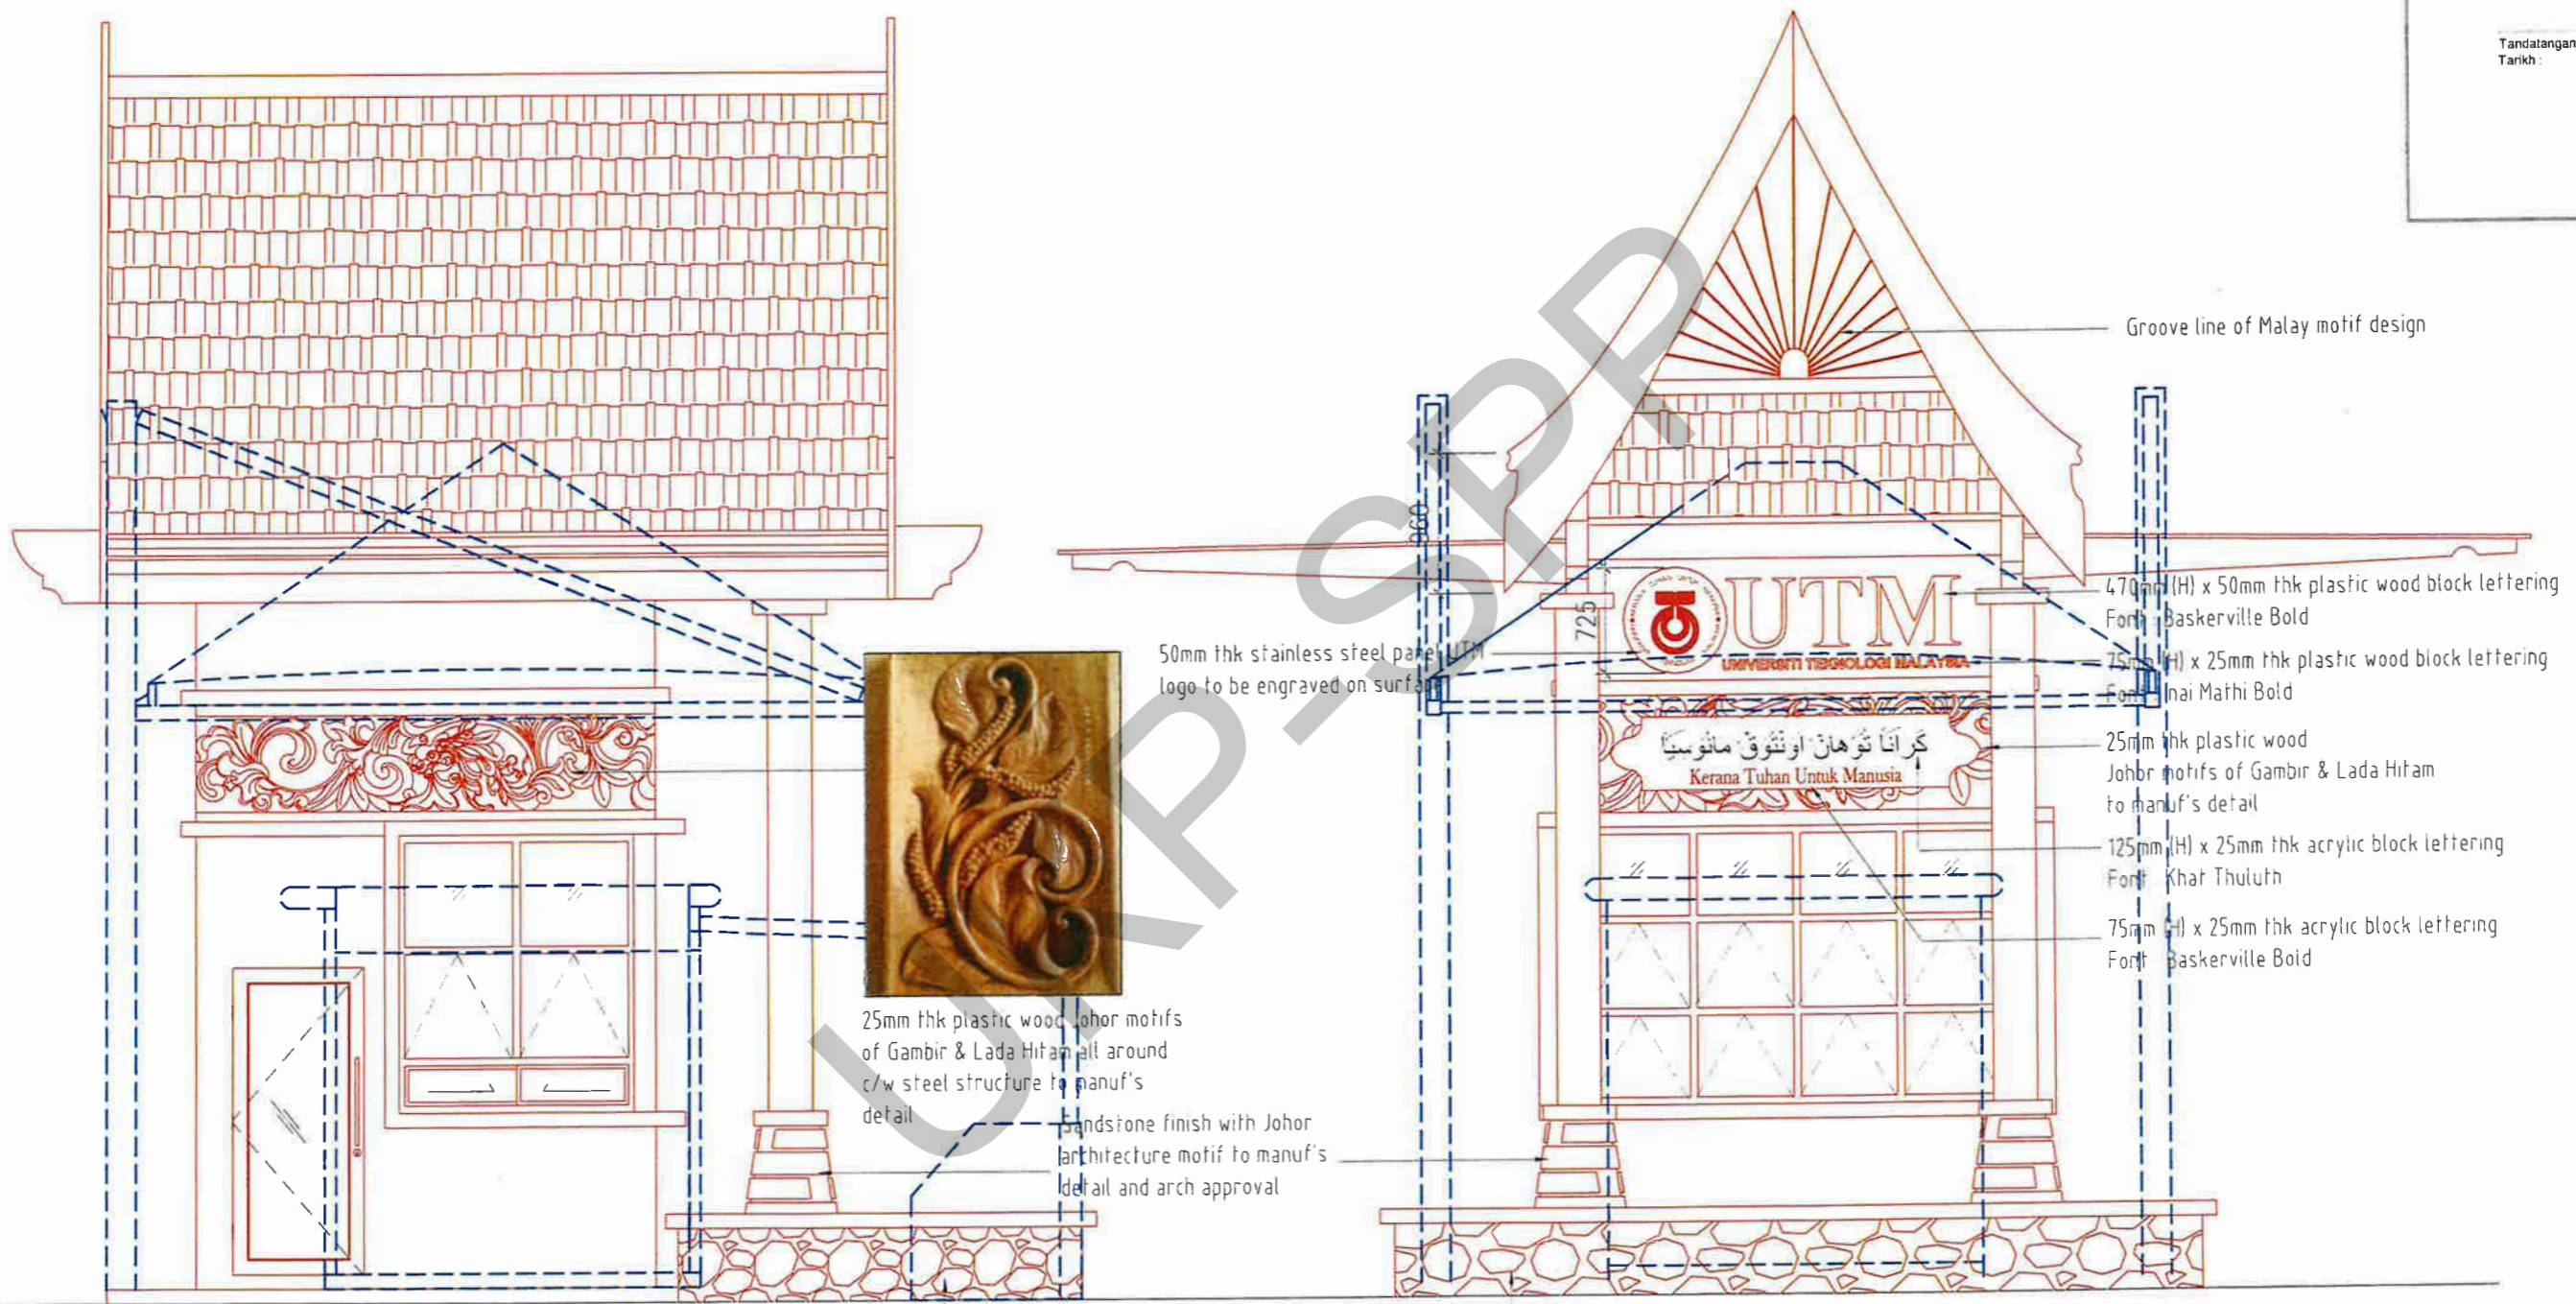 Tandatangan
Tarikh :
Groove line of Malay motif design
960
725
UTM
UNIVERSITI TEKNOLOGI MALAYSIA
470mm (H) x 50mm thk plastic wood block lettering
Font : Baskerville Bold
50mm thk stainless steel panel UTM
logo to be engraved on surface
75mm (H) x 25mm thk plastic wood block lettering
Font Inai Mathi Bold
كرانا توهان اونتوق مانوسيا
Kerana Tuhan Untuk Manusia
25mm thk plastic wood
Johor motifs of Gambir & Lada Hitam
to manuf's detail
125mm (H) x 25mm thk acrylic block lettering
Font Khat Thuluth
75mm (H) x 25mm thk acrylic block lettering
Font Baskerville Bold
25mm thk plastic wood Johor motifs
of Gambir & Lada Hitam all around
c/w steel structure to manuf's
detail
Sandstone finish with Johor
architecture motif to manuf's
detail and arch approval
UKP-SPP